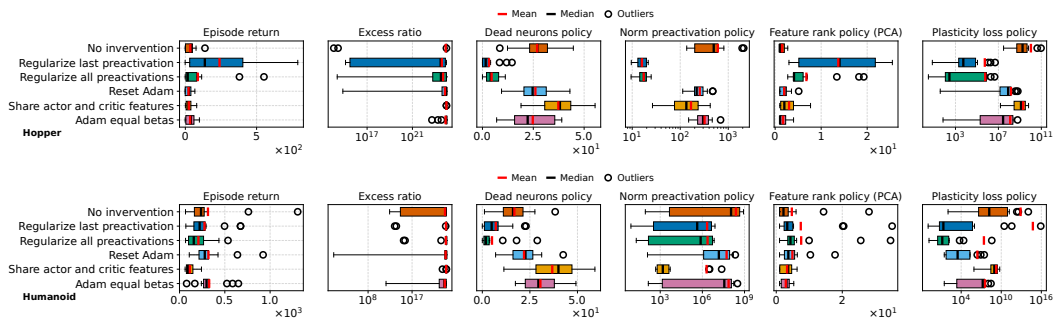 Mean Median Outliers
Episode return Excess ratio Dead neurons policy Norm preactivation policy Feature rank policy (PCA) Plasticity loss policy
No invervention
Regularize last preactivation
Regularize all preactivations
Reset Adam
Share actor and critic features
Adam equal betas
0 5 10¹⁷ 10²¹ 0.0 2.5 5.0 10¹ 10² 10³ 0 1 2 10³ 10⁷ 10¹¹
Hopper ×10² ×10¹ ×10¹
Mean Median Outliers
Episode return Excess ratio Dead neurons policy Norm preactivation policy Feature rank policy (PCA) Plasticity loss policy
No invervention
Regularize last preactivation
Regularize all preactivations
Reset Adam
Share actor and critic features
Adam equal betas
0.0 0.5 1.0 10⁸ 10¹⁷ 0.0 2.5 5.0 10³ 10⁶ 10⁹ 0 2 10⁴ 10¹⁰ 10¹⁶
Humanoid ×10³ ×10¹ ×10¹